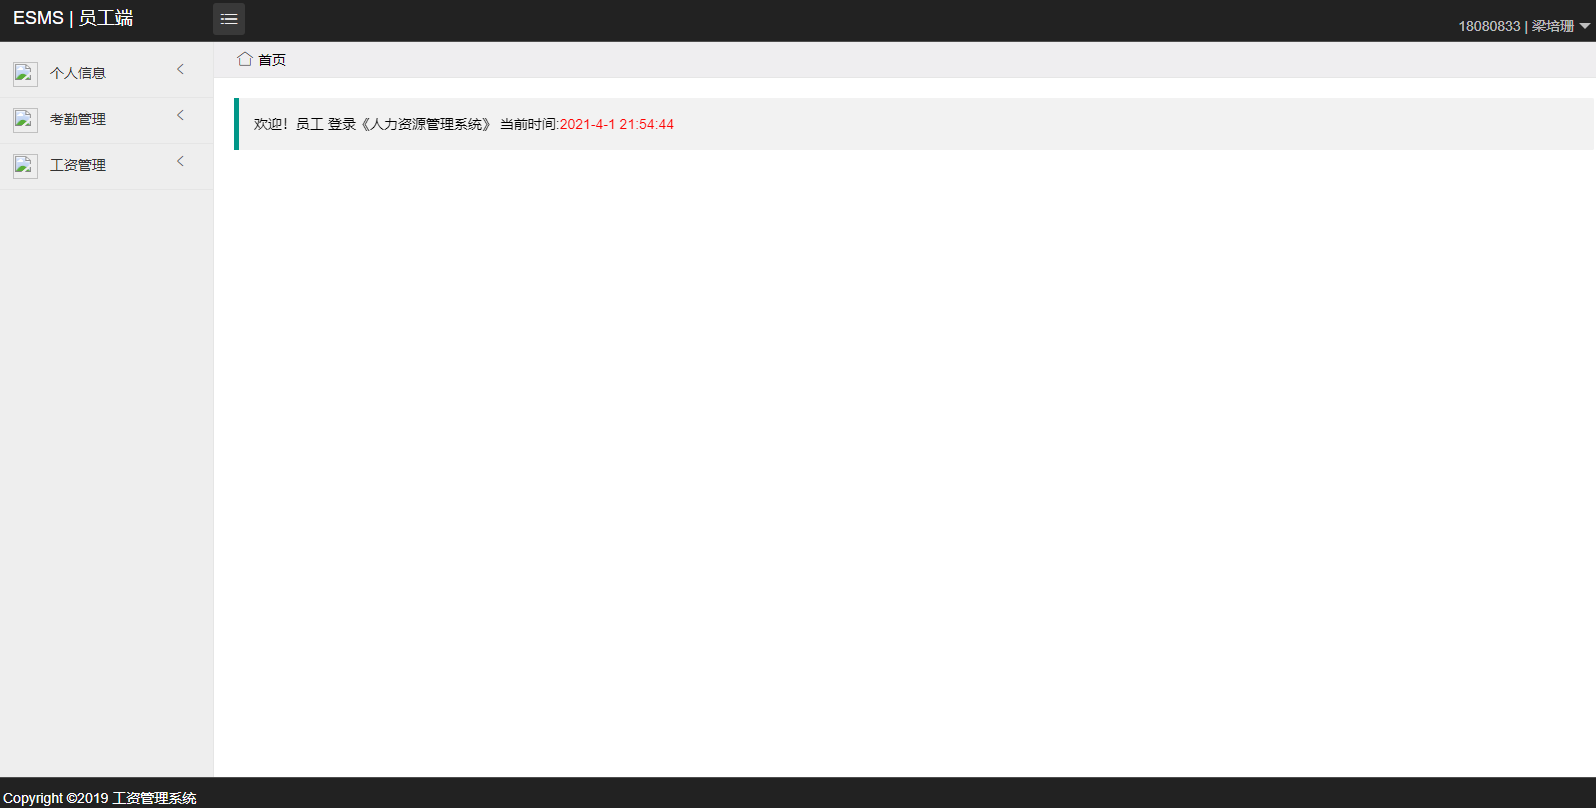 ESMS | 员工端
18080833 | 梁培珊
个人信息
考勤管理
工资管理
首页
欢迎！员工 登录《人力资源管理系统》 当前时间:2021-4-1 21:54:44
Copyright ©2019 工资管理系统